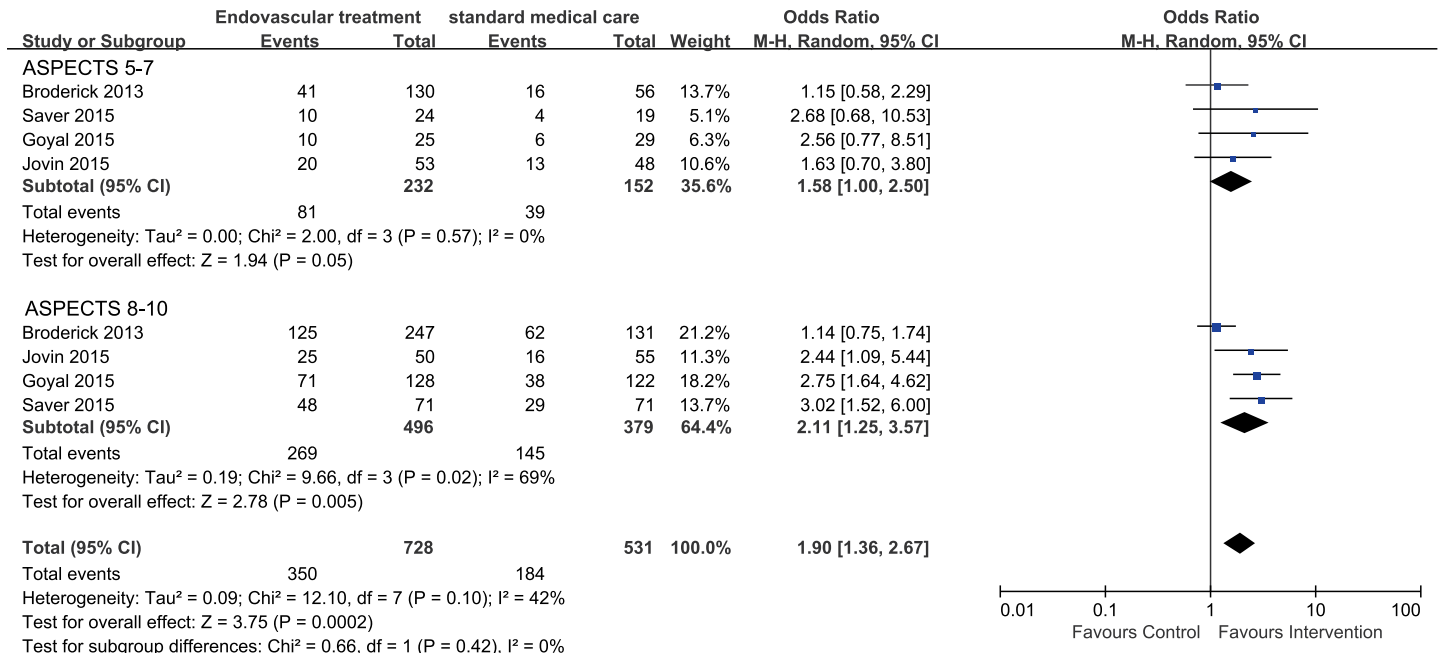 Endovascular treatment standard medical care Odds Ratio Odds Ratio
Study or Subgroup Events Total Events Total Weight M-H, Random, 95% CI M-H, Random, 95% CI
ASPECTS 5-7
Broderick 2013 41 130 16 56 13.7% 1.15 [0.58, 2.29]
Saver 2015 10 24 4 19 5.1% 2.68 [0.68, 10.53]
Goyal 2015 10 25 6 29 6.3% 2.56 [0.77, 8.51]
Jovin 2015 20 53 13 48 10.6% 1.63 [0.70, 3.80]
Subtotal (95% CI) 232 152 35.6% 1.58 [1.00, 2.50]
Total events 81 39
Heterogeneity: Tau² = 0.00; Chi² = 2.00, df = 3 (P = 0.57); I² = 0%
Test for overall effect: Z = 1.94 (P = 0.05)
ASPECTS 8-10
Broderick 2013 125 247 62 131 21.2% 1.14 [0.75, 1.74]
Jovin 2015 25 50 16 55 11.3% 2.44 [1.09, 5.44]
Goyal 2015 71 128 38 122 18.2% 2.75 [1.64, 4.62]
Saver 2015 48 71 29 71 13.7% 3.02 [1.52, 6.00]
Subtotal (95% CI) 496 379 64.4% 2.11 [1.25, 3.57]
Total events 269 145
Heterogeneity: Tau² = 0.19; Chi² = 9.66, df = 3 (P = 0.02); I² = 69%
Test for overall effect: Z = 2.78 (P = 0.005)
Total (95% CI) 728 531 100.0% 1.90 [1.36, 2.67]
Total events 350 184
Heterogeneity: Tau² = 0.09; Chi² = 12.10, df = 7 (P = 0.10); I² = 42%
Test for overall effect: Z = 3.75 (P = 0.0002)
Test for subgroup differences: Chi² = 0.66, df = 1 (P = 0.42), I² = 0%
0.01 0.1 1 10 100
Favours Control Favours Intervention